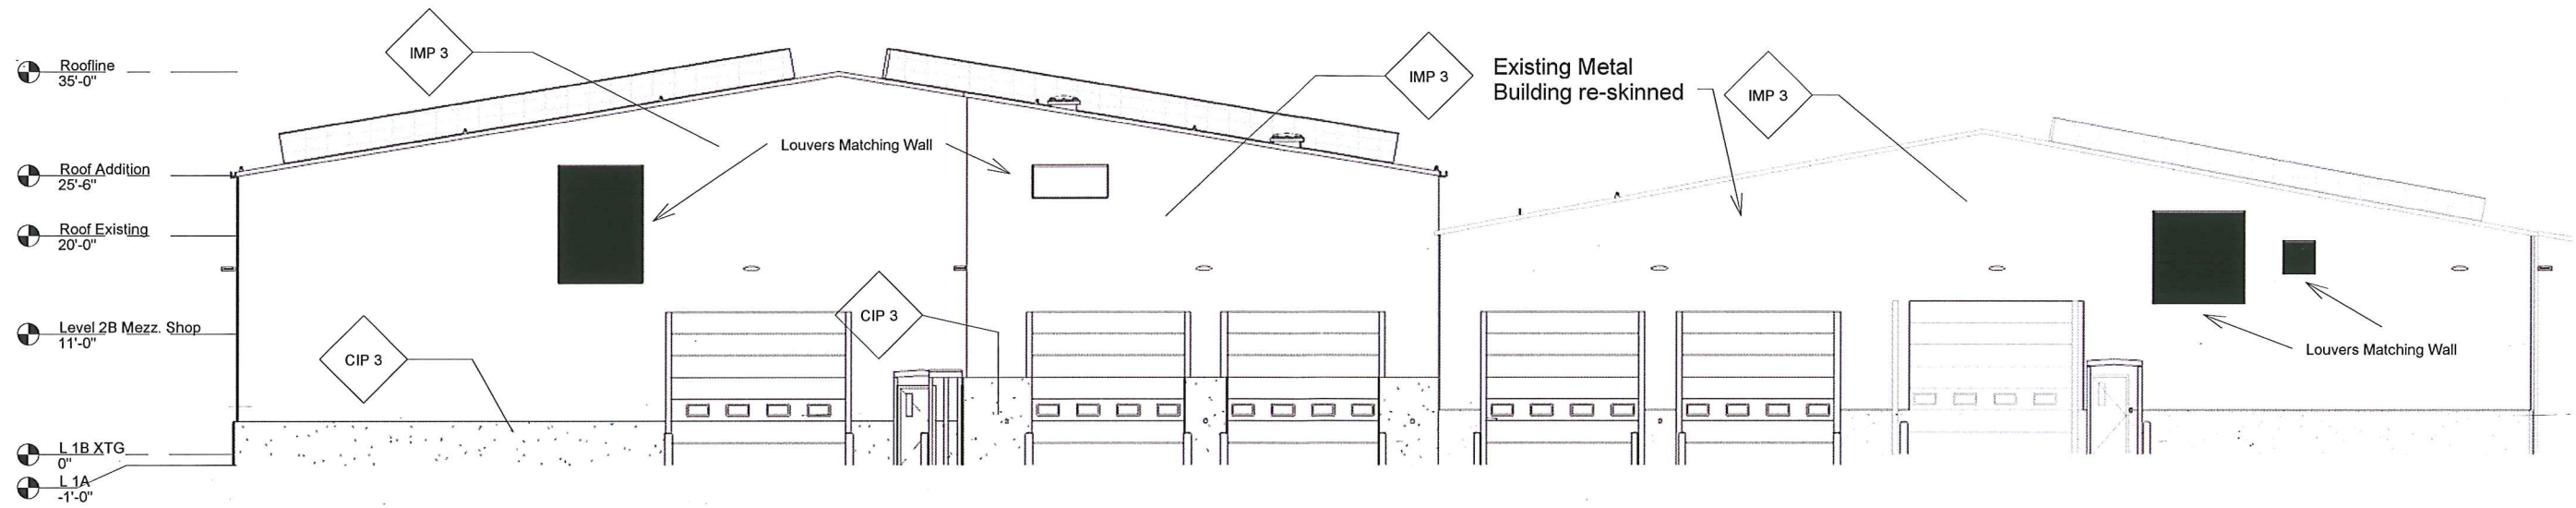 Roofline
35'-0"
Roof Addition
25'-6"
Roof Existing
20'-0"
Level 2B Mezz. Shop
11'-0"
L 1B XTG
0"
L 1A
-1'-0"
IMP 3
Louvers Matching Wall
CIP 3
CIP 3
IMP 3
Existing Metal
Building re-skinned
IMP 3
Louvers Matching Wall